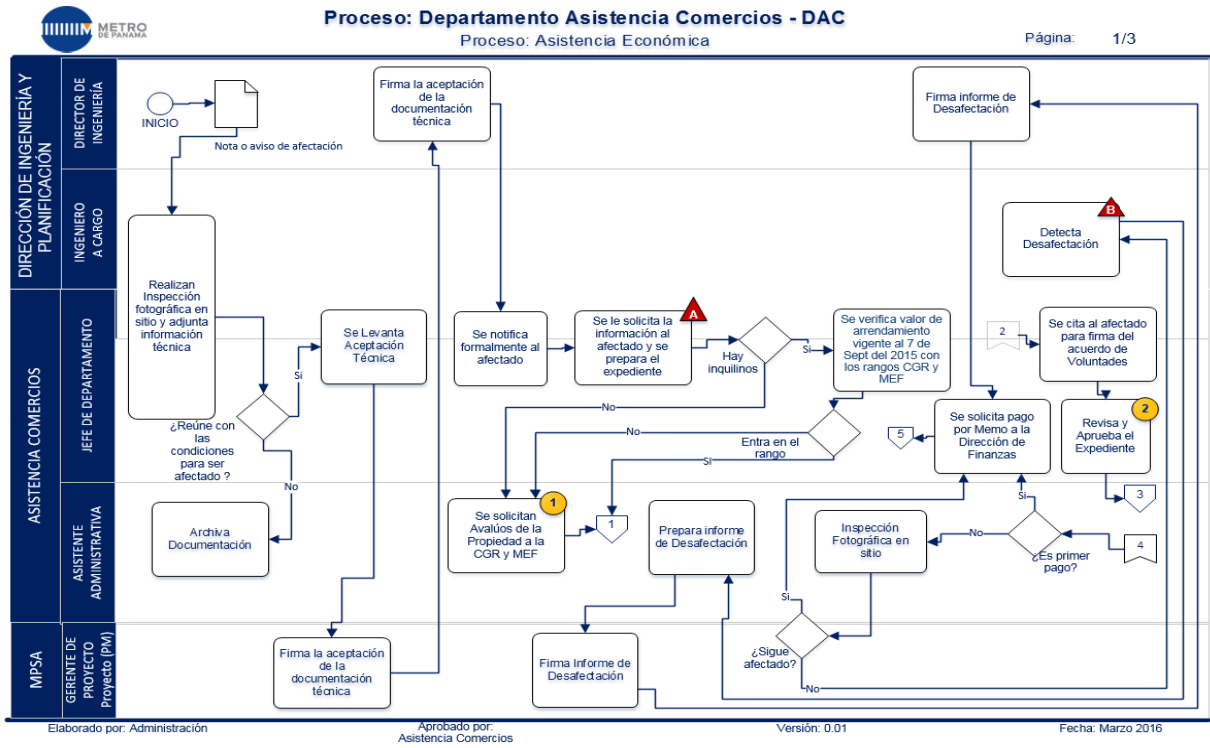 METRO
DE PANAMA
Proceso: Departamento Asistencia Comercios - DAC
Proceso: Asistencia Económica
Página: 1/3
DIRECCIÓN DE INGENIERÍA Y
PLANIFICACIÓN
DIRECTOR DE
INGENIERÍA
INGENIERO
A CARGO
ASISTENCIA COMERCIOS
JEFE DE DEPARTAMENTO
ASISTENTE
ADMINISTRATIVA
MPSA
GERENTE DE
PROYECTO
Proyecto (PM)
INICIO
Nota o aviso de afectación
Realizan
Inspección
fotográfica en
sitio y adjunta
información
técnica
¿Reúne con
las
condiciones
para ser
afectado ?
Si
No
Archiva
Documentación
Se Levanta
Aceptación
Técnica
Firma la aceptación
de la
documentación
técnica
Firma la aceptación
de la
documentación
técnica
Se notifica
formalmente al
afectado
Se le solicita la
información al
afectado y se
prepara el
expediente
A
Hay
inquilinos
Si
No
Se verifica valor de
arrendamiento
vigente al 7 de
Sept del 2015 con
los rangos CGR y
MEF
Entra en el
rango
No
Si
Se solicitan
Avalúos de la
Propiedad a la
CGR y MEF
1
1
Prepara informe
de Desafectación
Firma Informe de
Desafectación
Firma informe de
Desafectación
Detecta
Desafectación
B
2
Se cita al afectado
para firma del
acuerdo de
Voluntades
Revisa y
Aprueba el
Expediente
2
3
Se solicita pago
por Memo a la
Dirección de
Finanzas
5
4
¿Es primer
pago?
Si
No
Inspección
Fotográfica en
sitio
¿Sigue
afectado?
Si
No
Elaborado por: Administración
Aprobado por:
Asistencia Comercios
Versión: 0.01
Fecha: Marzo 2016